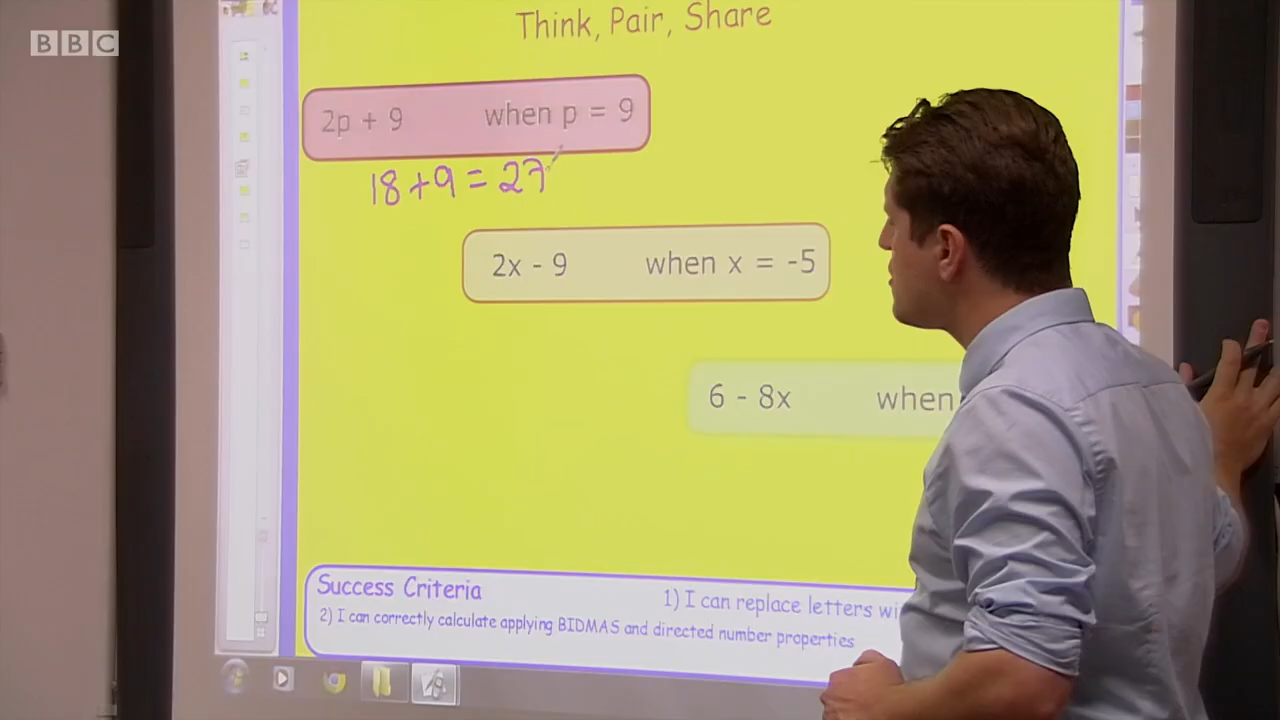 BBC
Think, Pair, Share
2p + 9 when p = 9
18+9=27
2x - 9 when x = -5
6 - 8x when
Success Criteria 1) I can replace letters
2) I can correctly calculate applying BIDMAS and directed number properties